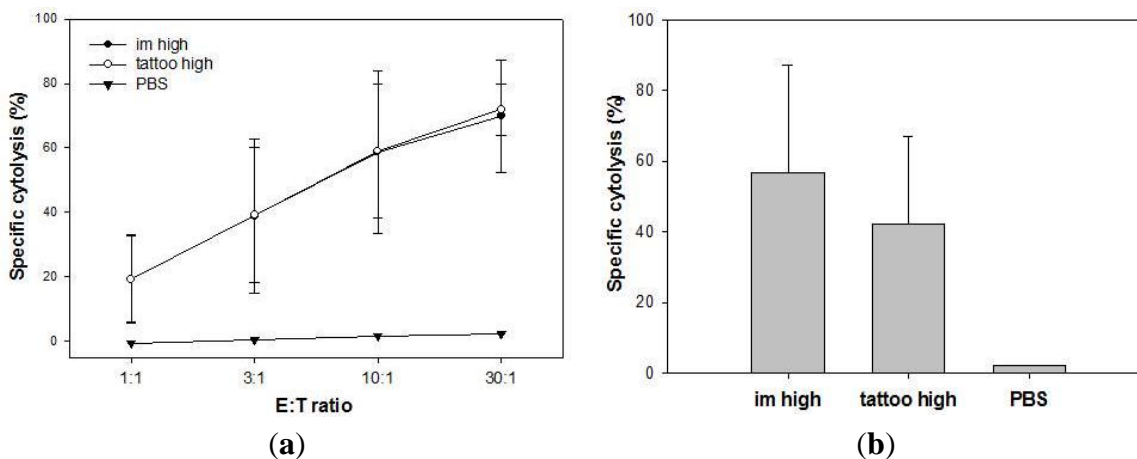 100
80
60
40
20
0
Specific cytolysis (%)
im high
tattoo high
PBS
1:1
3:1
10:1
30:1
E:T ratio
(a)
100
80
60
40
20
0
Specific cytolysis (%)
im high
tattoo high
PBS
(b)